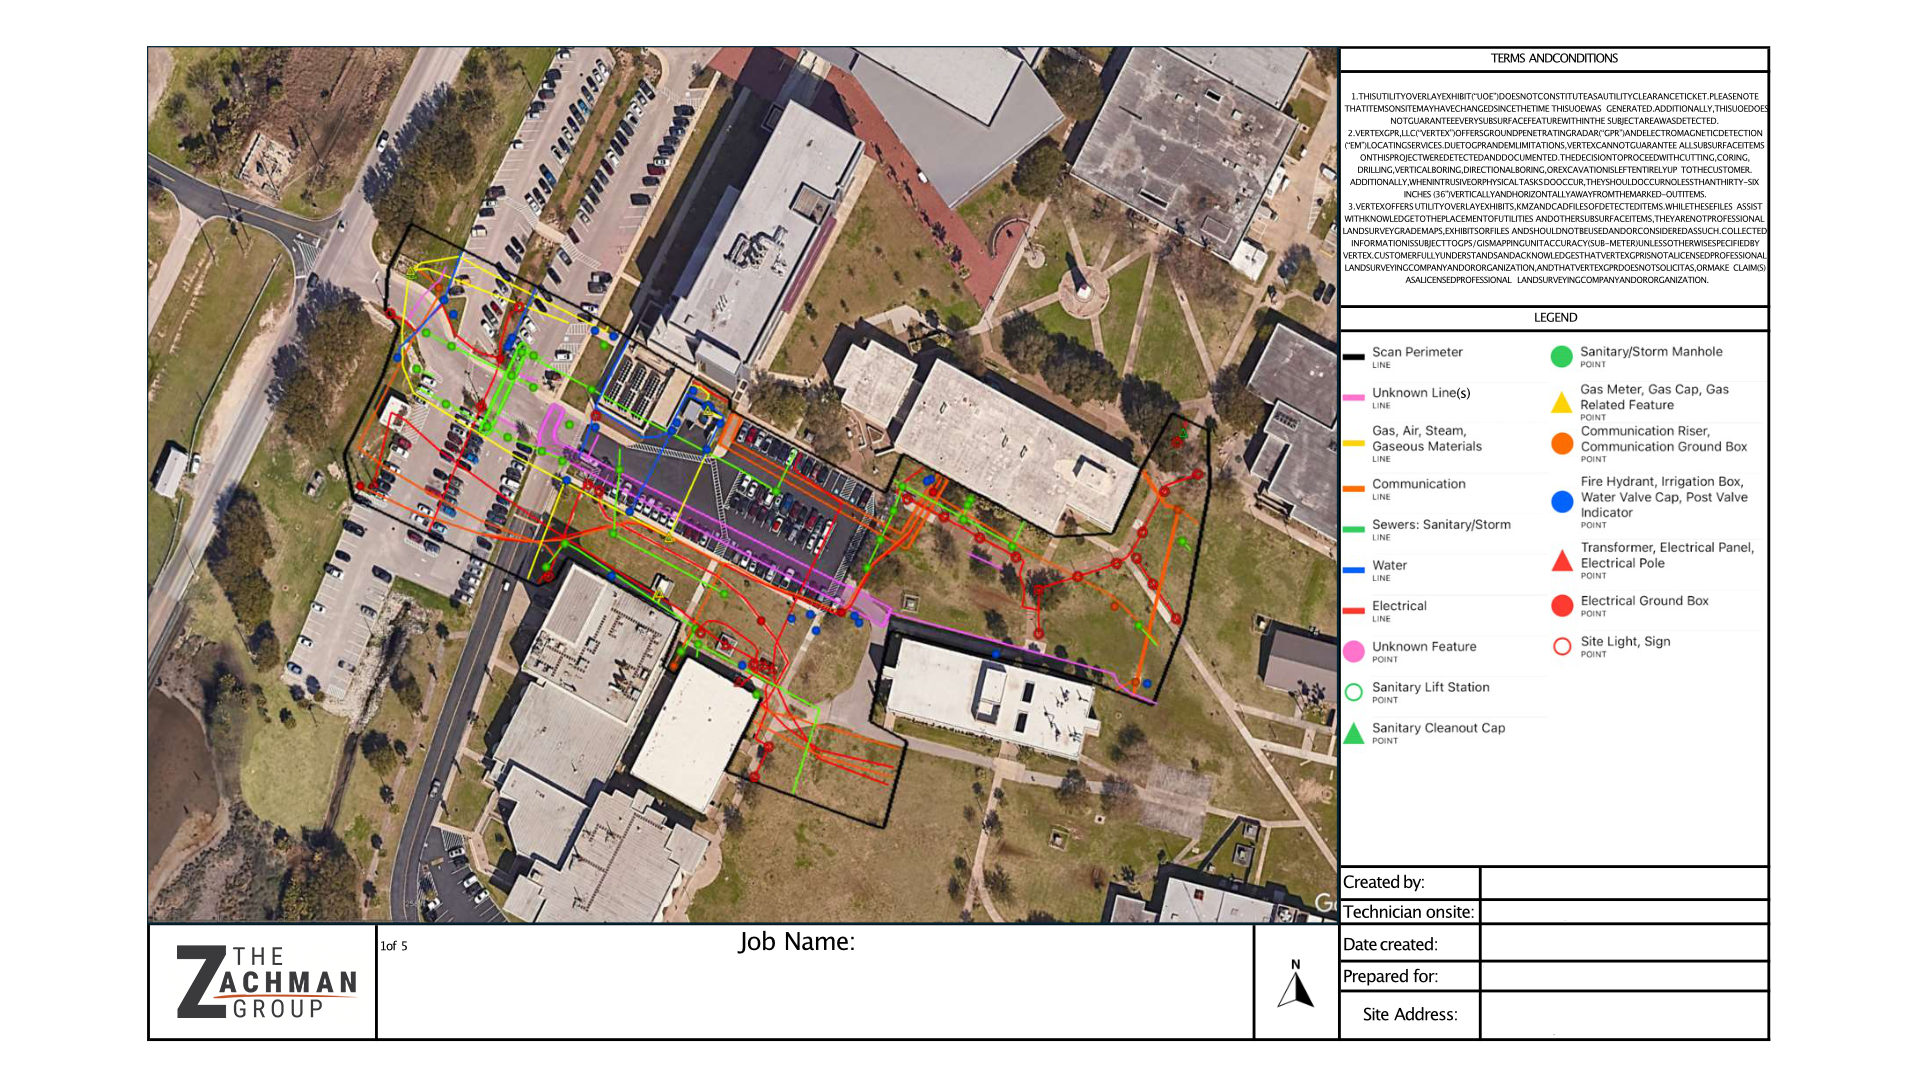 TERMS ANDCONDITIONS
1.THISUTILITYOVERLAYEXHIBIT("UOE")DOESNOTCONSTITUTEASAUTILITYCLEARANCETICKET.PLEASENOTE
THATITEMSONSITEMAYHAVECHANGEDSINCETHETIME THISUOEWAS GENERATED.ADDITIONALLY,THISUOEDOES
NOTGUARANTEEEVERYSUBSURFACEFEATUREWITHINTHE SUBJECTAREAWASDETECTED.
2.VERTEXGPR,LLC("VERTEX")OFFERSGROUNDPENETRATINGRADAR("GPR")ANDELECTROMAGNETICDETECTION
("EM")LOCATINGSERVICES.DUETOGPRANDEMLIMITATIONS,VERTEXCANNOTGUARANTEE ALLSUBSURFACEITEMS
ONTHISPROJECTWEREDETECTEDANDDOCUMENTED.THEDECISIONTOPROCEEDWITHCUTTING,CORING,
DRILLING,VERTICALBORING,DIRECTIONALBORING,OREXCAVATIONISLEFTENTIRELYUP TOTHECUSTOMER.
ADDITIONALLY,WHENINTRUSIVEORPHYSICALTASKSDOOCCUR,THEYSHOULDOCCURNOLESSTHANTHIRTY-SIX
INCHES (36")VERTICALLYANDHORIZONTALLYAWAYFROMTHEMARKED-OUTITEMS.
3.VERTEXOFFERSUTILITYOVERLAYEXHIBITS,KMZANDCADFILESOFDETECTEDITEMS.WHILETHESEFILES ASSIST
WITHKNOWLEDGETOTHEPLACEMENTOFUTILITIES ANDOTHERSUBSURFACEITEMS,THEYARENOTPROFESSIONAL
LANDSURVEYGRADEMAPS,EXHIBITSORFILES ANDSHOULDNOTBEUSEDANDORCONSIDEREDASSUCH.COLLECTED
INFORMATIONISSUBJECTTOGPS/GISMAPPINGUNITACCURACY(SUB-METER)UNLESSOTHERWISESPECIFIEDBY
VERTEX.CUSTOMERFULLYUNDERSTANDSANDACKNOWLEDGESTHATVERTEXGPRISNOTALICENSEDPROFESSIONAL
LANDSURVEYINGCOMPANYANDORORGANIZATION,ANDTHATVERTEXGPRDOESNOTSOLICITAS,ORMAKE CLAIM(S)
ASALICENSEDPROFESSIONAL LANDSURVEYINGCOMPANYANDORORGANIZATION.
LEGEND
Scan Perimeter
LINE
Unknown Line(s)
LINE
Gas, Air, Steam,
Gaseous Materials
LINE
Communication
LINE
Sewers: Sanitary/Storm
LINE
Water
LINE
Electrical
LINE
Unknown Feature
POINT
Sanitary Lift Station
POINT
Sanitary Cleanout Cap
POINT
Sanitary/Storm Manhole
POINT
Gas Meter, Gas Cap, Gas
Related Feature
POINT
Communication Riser,
Communication Ground Box
POINT
Fire Hydrant, Irrigation Box,
Water Valve Cap, Post Valve
Indicator
POINT
Transformer, Electrical Panel,
Electrical Pole
POINT
Electrical Ground Box
POINT
Site Light, Sign
POINT
Created by:
Technician onsite:
Date created:
Prepared for:
Site Address:
THE
ZACHMAN
GROUP
1of 5
Job Name:
N